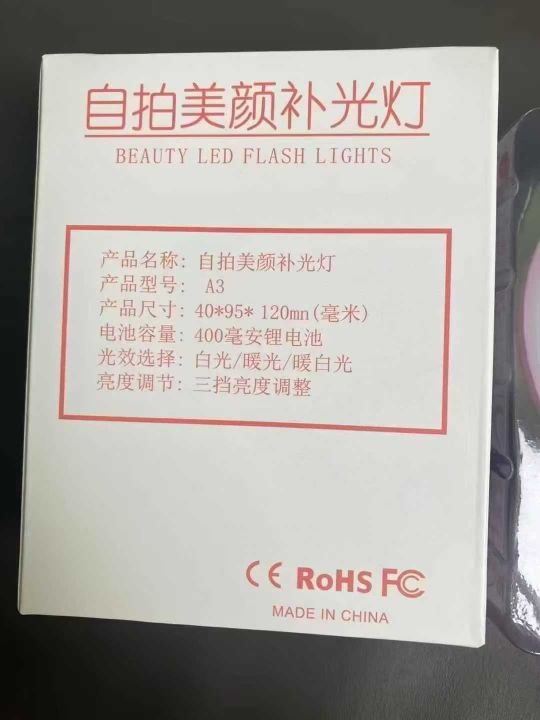 自拍美颜补光灯
BEAUTY LED FLASH LIGHTS
产品名称: 自拍美颜补光灯
产品型号: A3
产品尺寸: 40*95* 120mn(毫米)
电池容量: 400毫安锂电池
光效选择: 白光/暖光/暖白光
亮度调节: 三挡亮度调整
CE RoHS FC
MADE IN CHINA